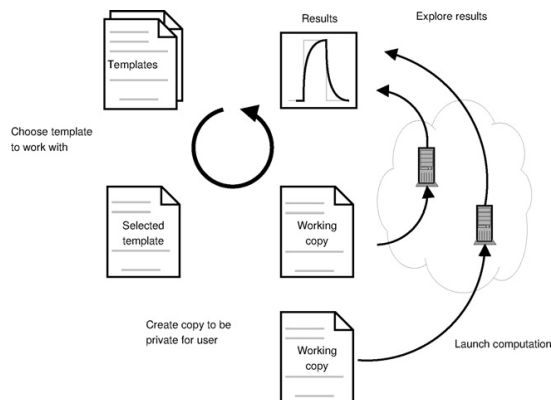 Results
Explore results
Templates
Choose template
to work with
Selected
template
Working
copy
Create copy to be
private for user
Working
copy
Launch computation